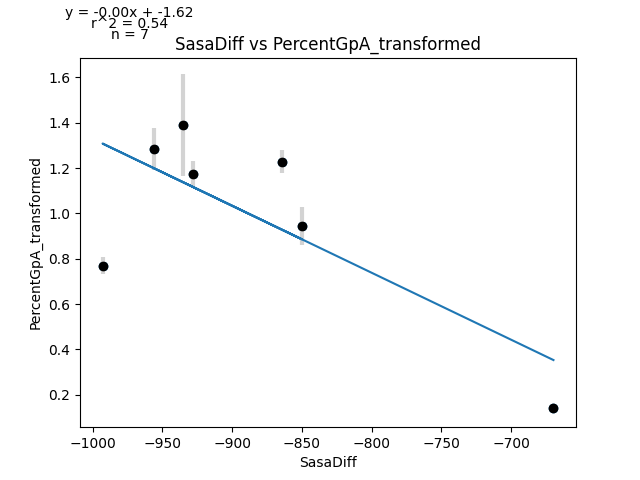 y = -0.00x + -1.62
r^2 = 0.54
n = 7
SasaDiff vs PercentGpA_transformed
PercentGpA_transformed
1.6
1.4
1.2
1.0
0.8
0.6
0.4
0.2
−1000 −950 −900 −850 −800 −750 −700
SasaDiff